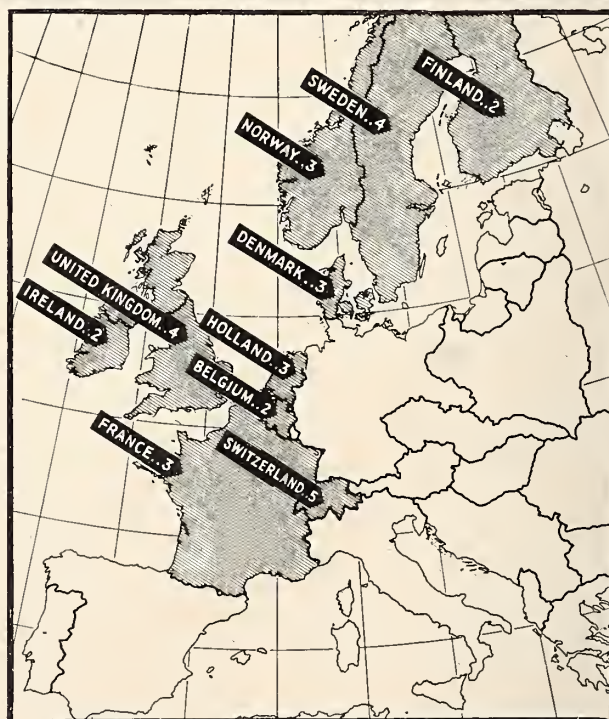 FINLAND..2
SWEDEN..4
NORWAY..3
DENMARK..3
UNITED KINGDOM..4
IRELAND..2
HOLLAND..3
BELGIUM..2
FRANCE..3
SWITZERLAND.5